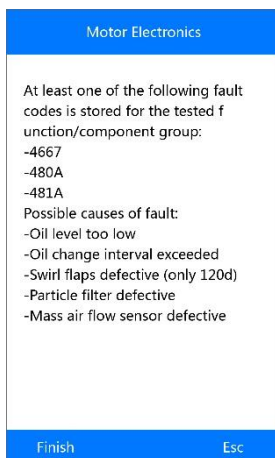 Motor Electronics
At least one of the following fault
codes is stored for the tested f
unction/component group:
-4667
-480A
-481A
Possible causes of fault:
-Oil level too low
-Oil change interval exceeded
-Swirl flaps defective (only 120d)
-Particle filter defective
-Mass air flow sensor defective
Finish
Esc